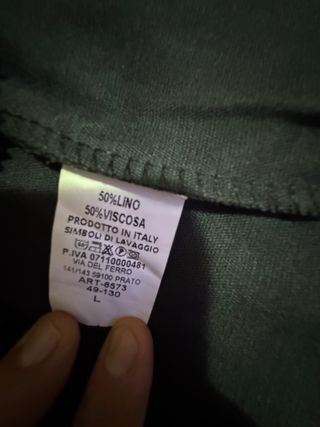 50%LINO
50%VISCOSA
PRODOTTO IN ITALY
SIMBOLI DI LAVAGGIO
P.IVA 07110000481
VIA DEL FERRO
141/143 59100 PRATO
ART-6573
49-130
L